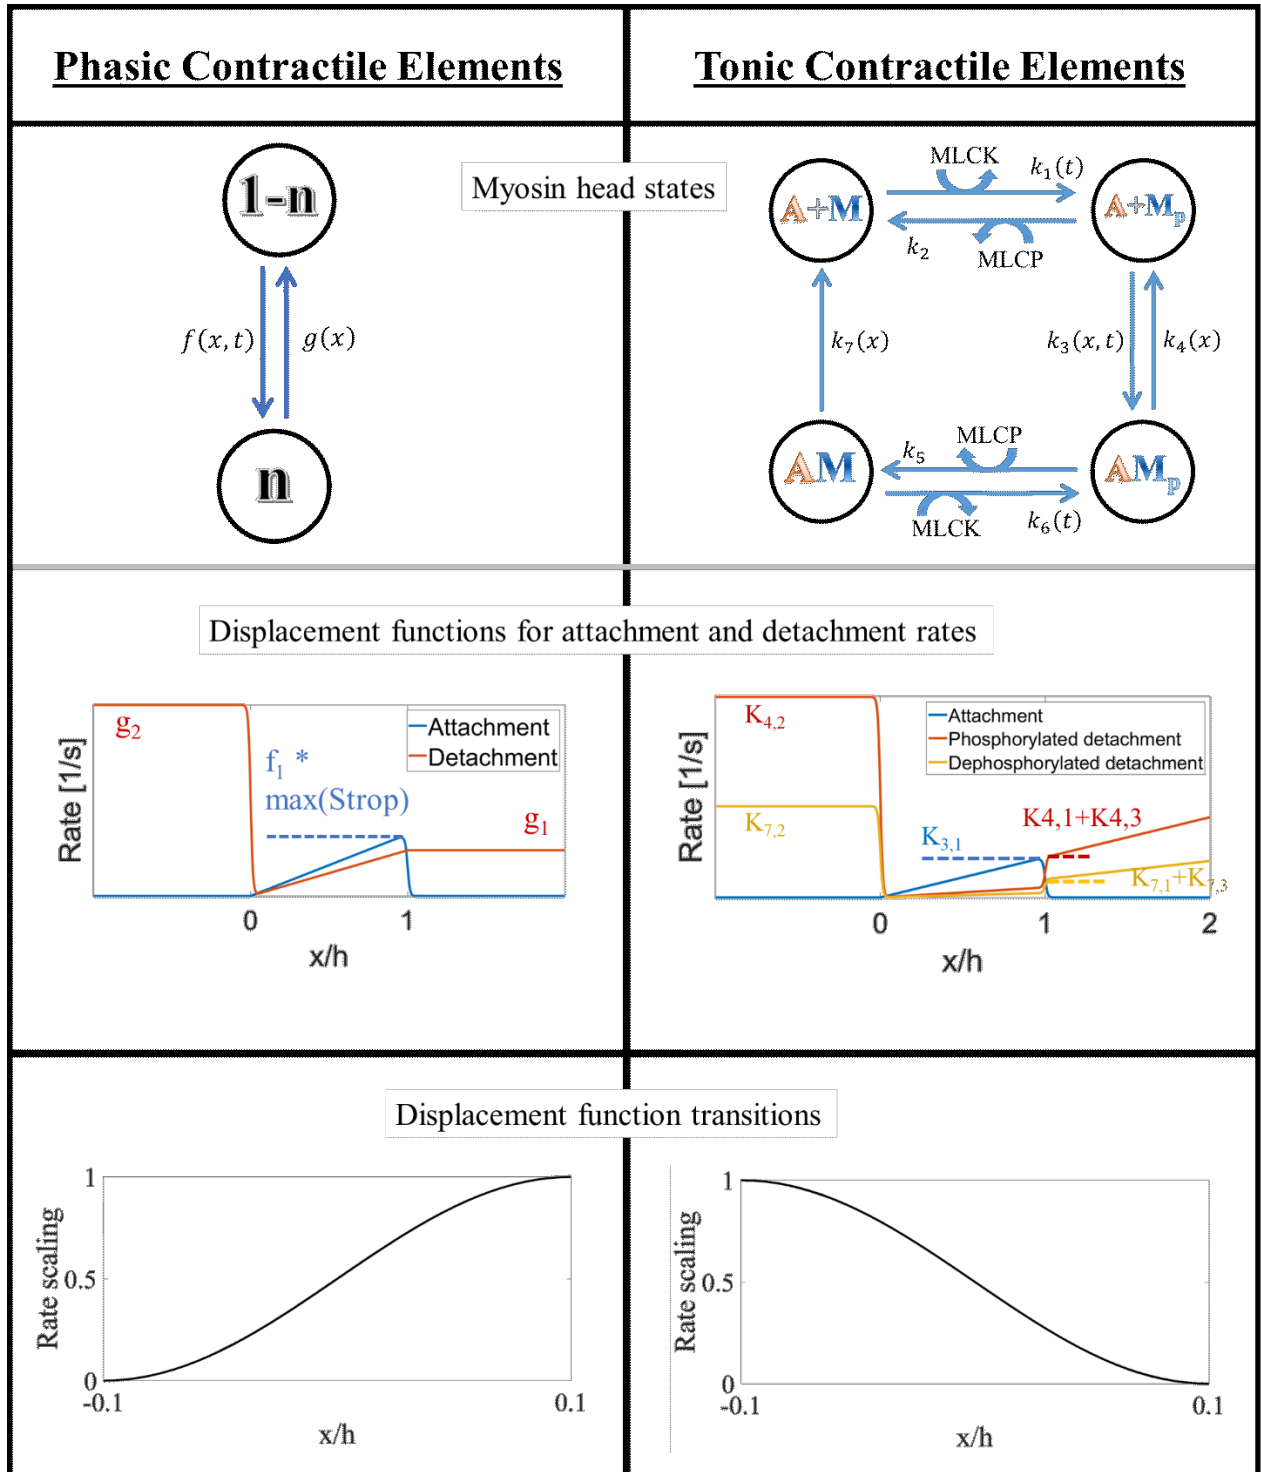 Phasic Contractile Elements
Tonic Contractile Elements
Myosin head states
1-n
f(x, t)
g(x)
n
A+M
MLCK
k₁(t)
A+Mₚ
k₂
MLCP
k₇(x)
k₃(x, t)
k₄(x)
AM
k₅
MLCP
AMₚ
MLCK
k₆(t)
Displacement functions for attachment and detachment rates
Rate [1/s]
g₂
f₁ *
max(Strop)
Attachment
Detachment
g₁
0
1
x/h
Rate [1/s]
K₄,₂
K₇,₂
Attachment
Phosphorylated detachment
Dephosphorylated detachment
K₃,₁
K4,1+K4,3
K₇,₁+K₇,₃
0
1
2
x/h
Displacement function transitions
Rate scaling
1
0.5
0
-0.1
0.1
x/h
Rate scaling
1
0.5
0
-0.1
0.1
x/h